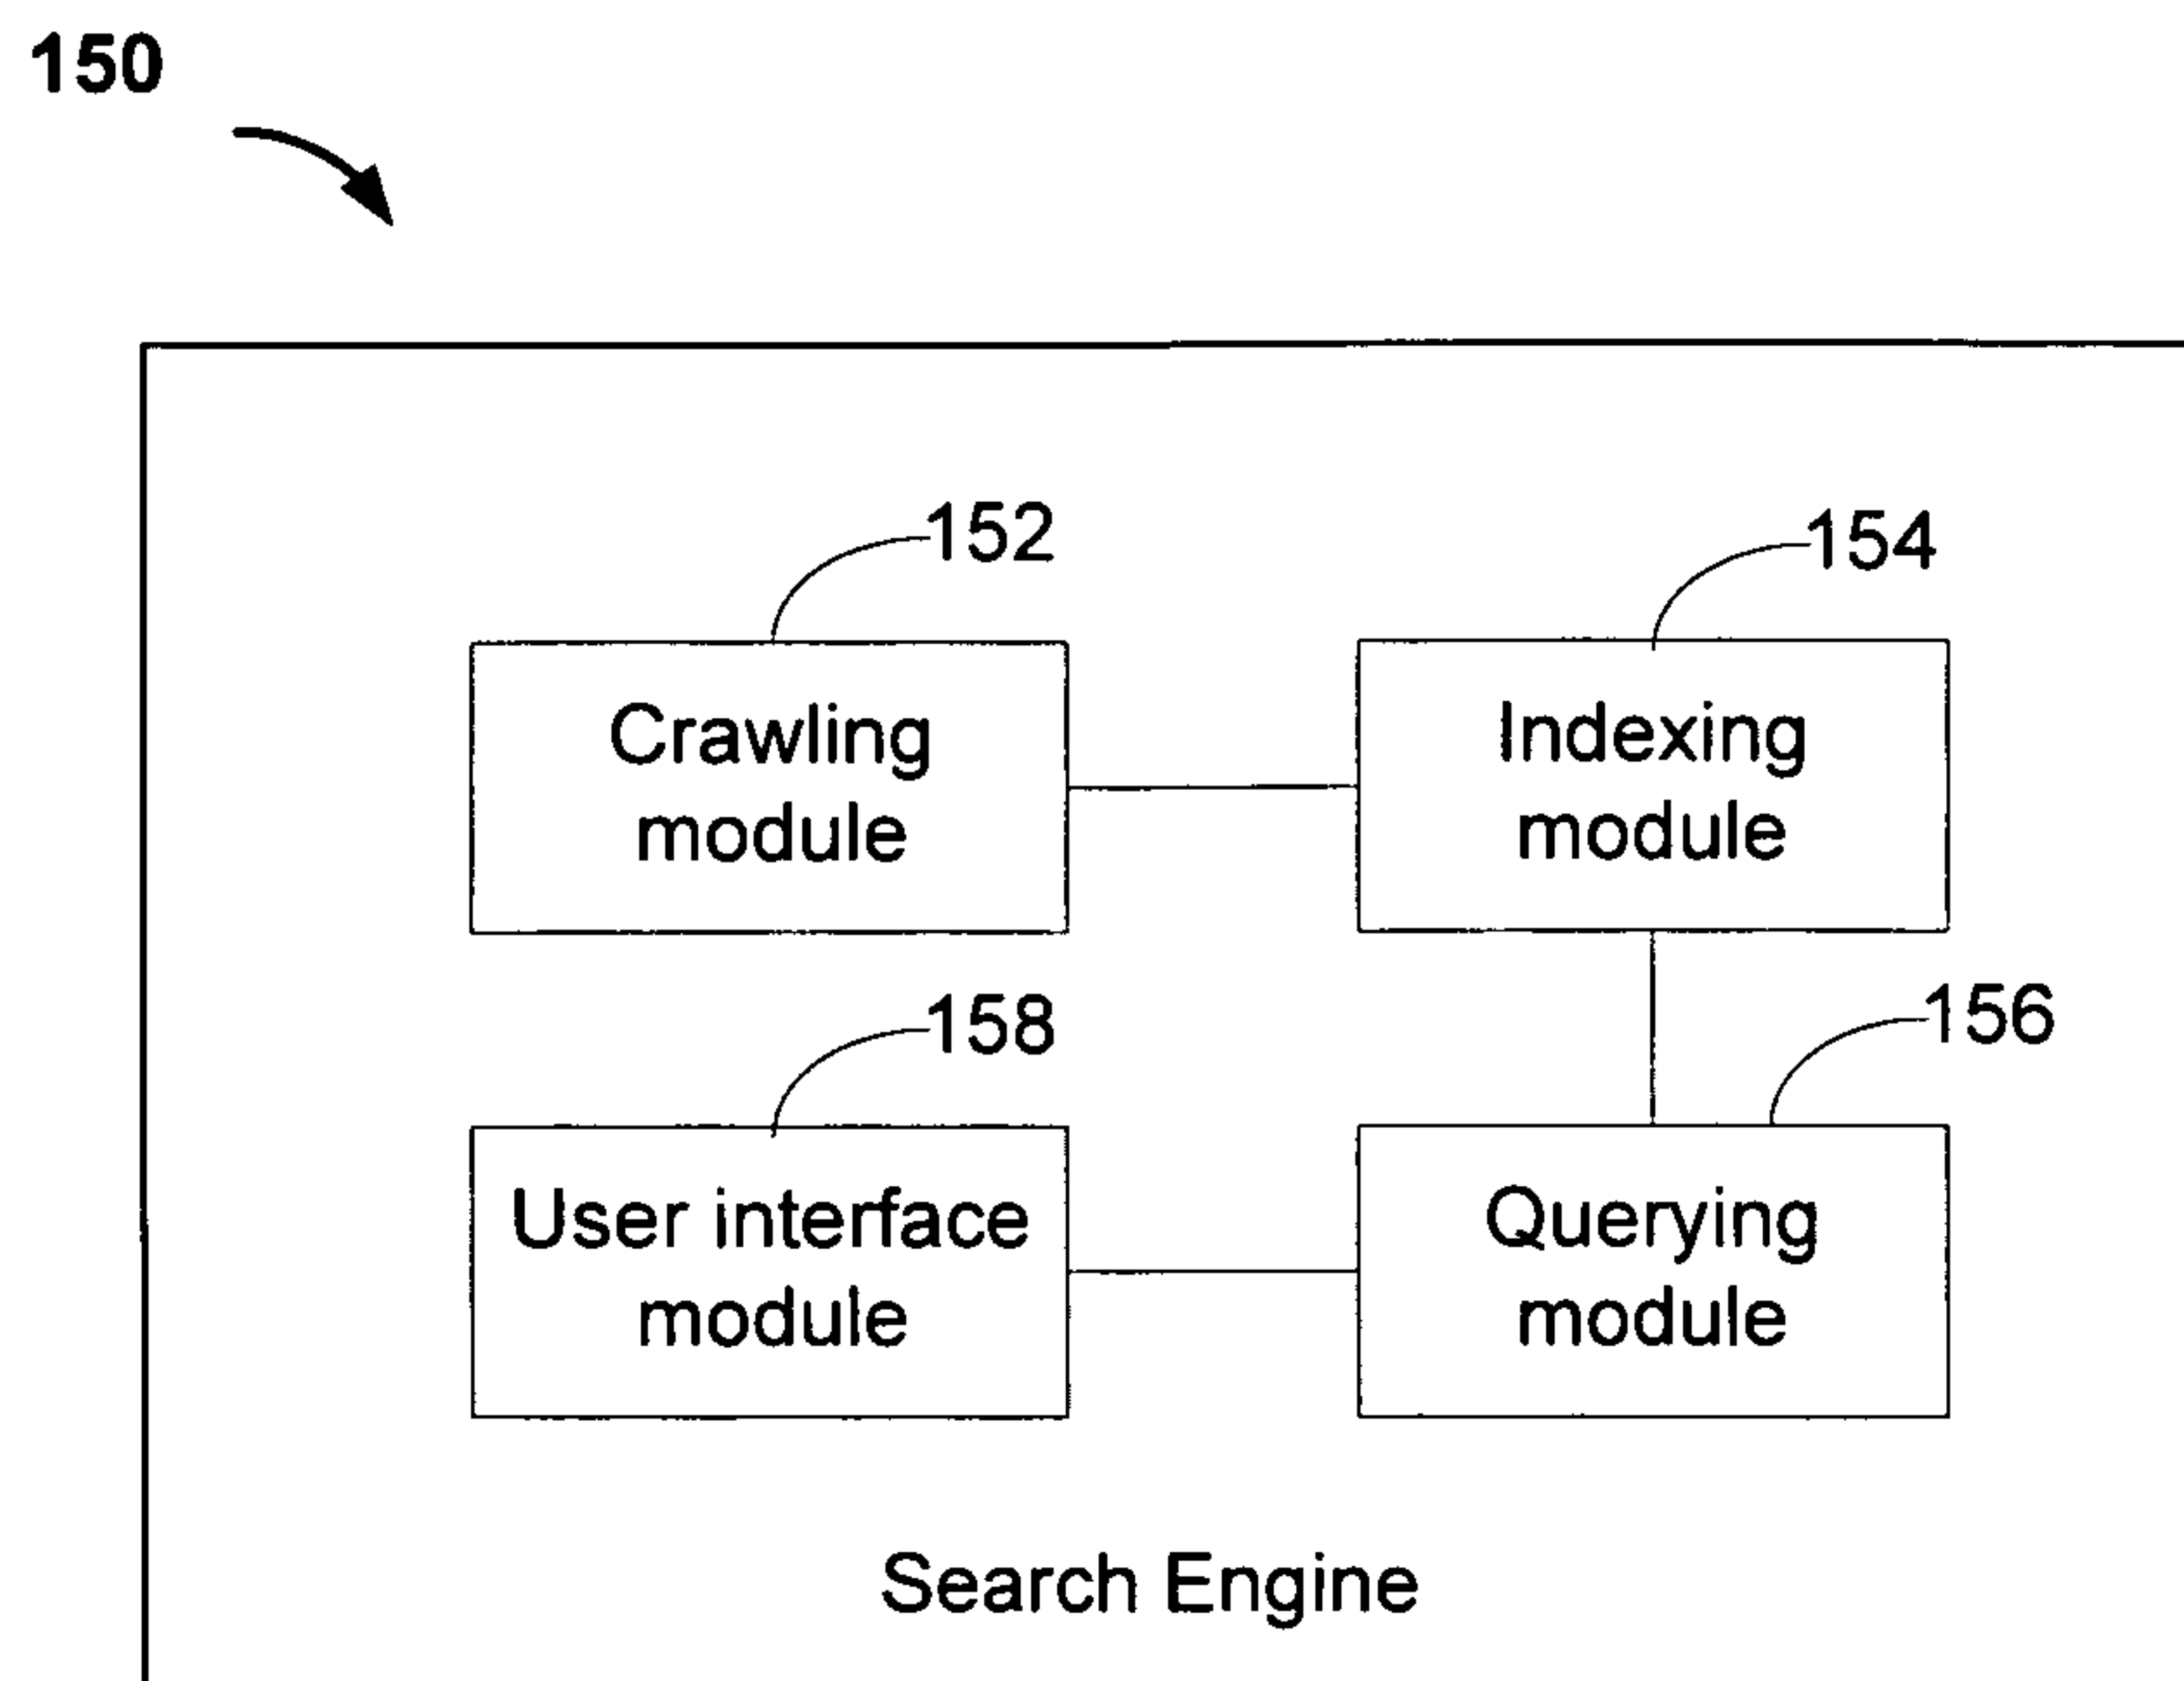 150
152
154
Crawling
module
Indexing
module
158
156
User interface
module
Querying
module
Search Engine